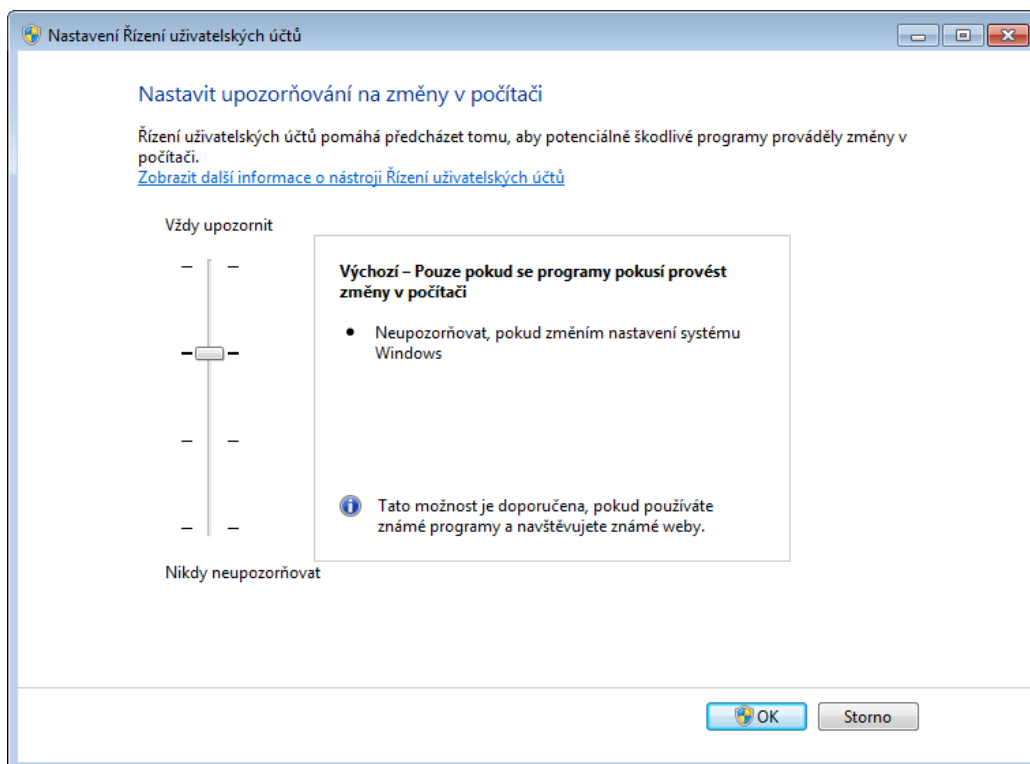 Nastavení Řízení uživatelských účtů
Nastavit upozorňování na změny v počítači
Řízení uživatelských účtů pomáhá předcházet tomu, aby potenciálně škodlivé programy prováděly změny v
počítači.
Zobrazit další informace o nástroji Řízení uživatelských účtů
Vždy upozornit
Výchozí – Pouze pokud se programy pokusí provést
změny v počítači
• Neupozorňovat, pokud změním nastavení systému
Windows
Tato možnost je doporučena, pokud používáte
známé programy a navštěvujete známé weby.
Nikdy neupozorňovat
OK
Storno